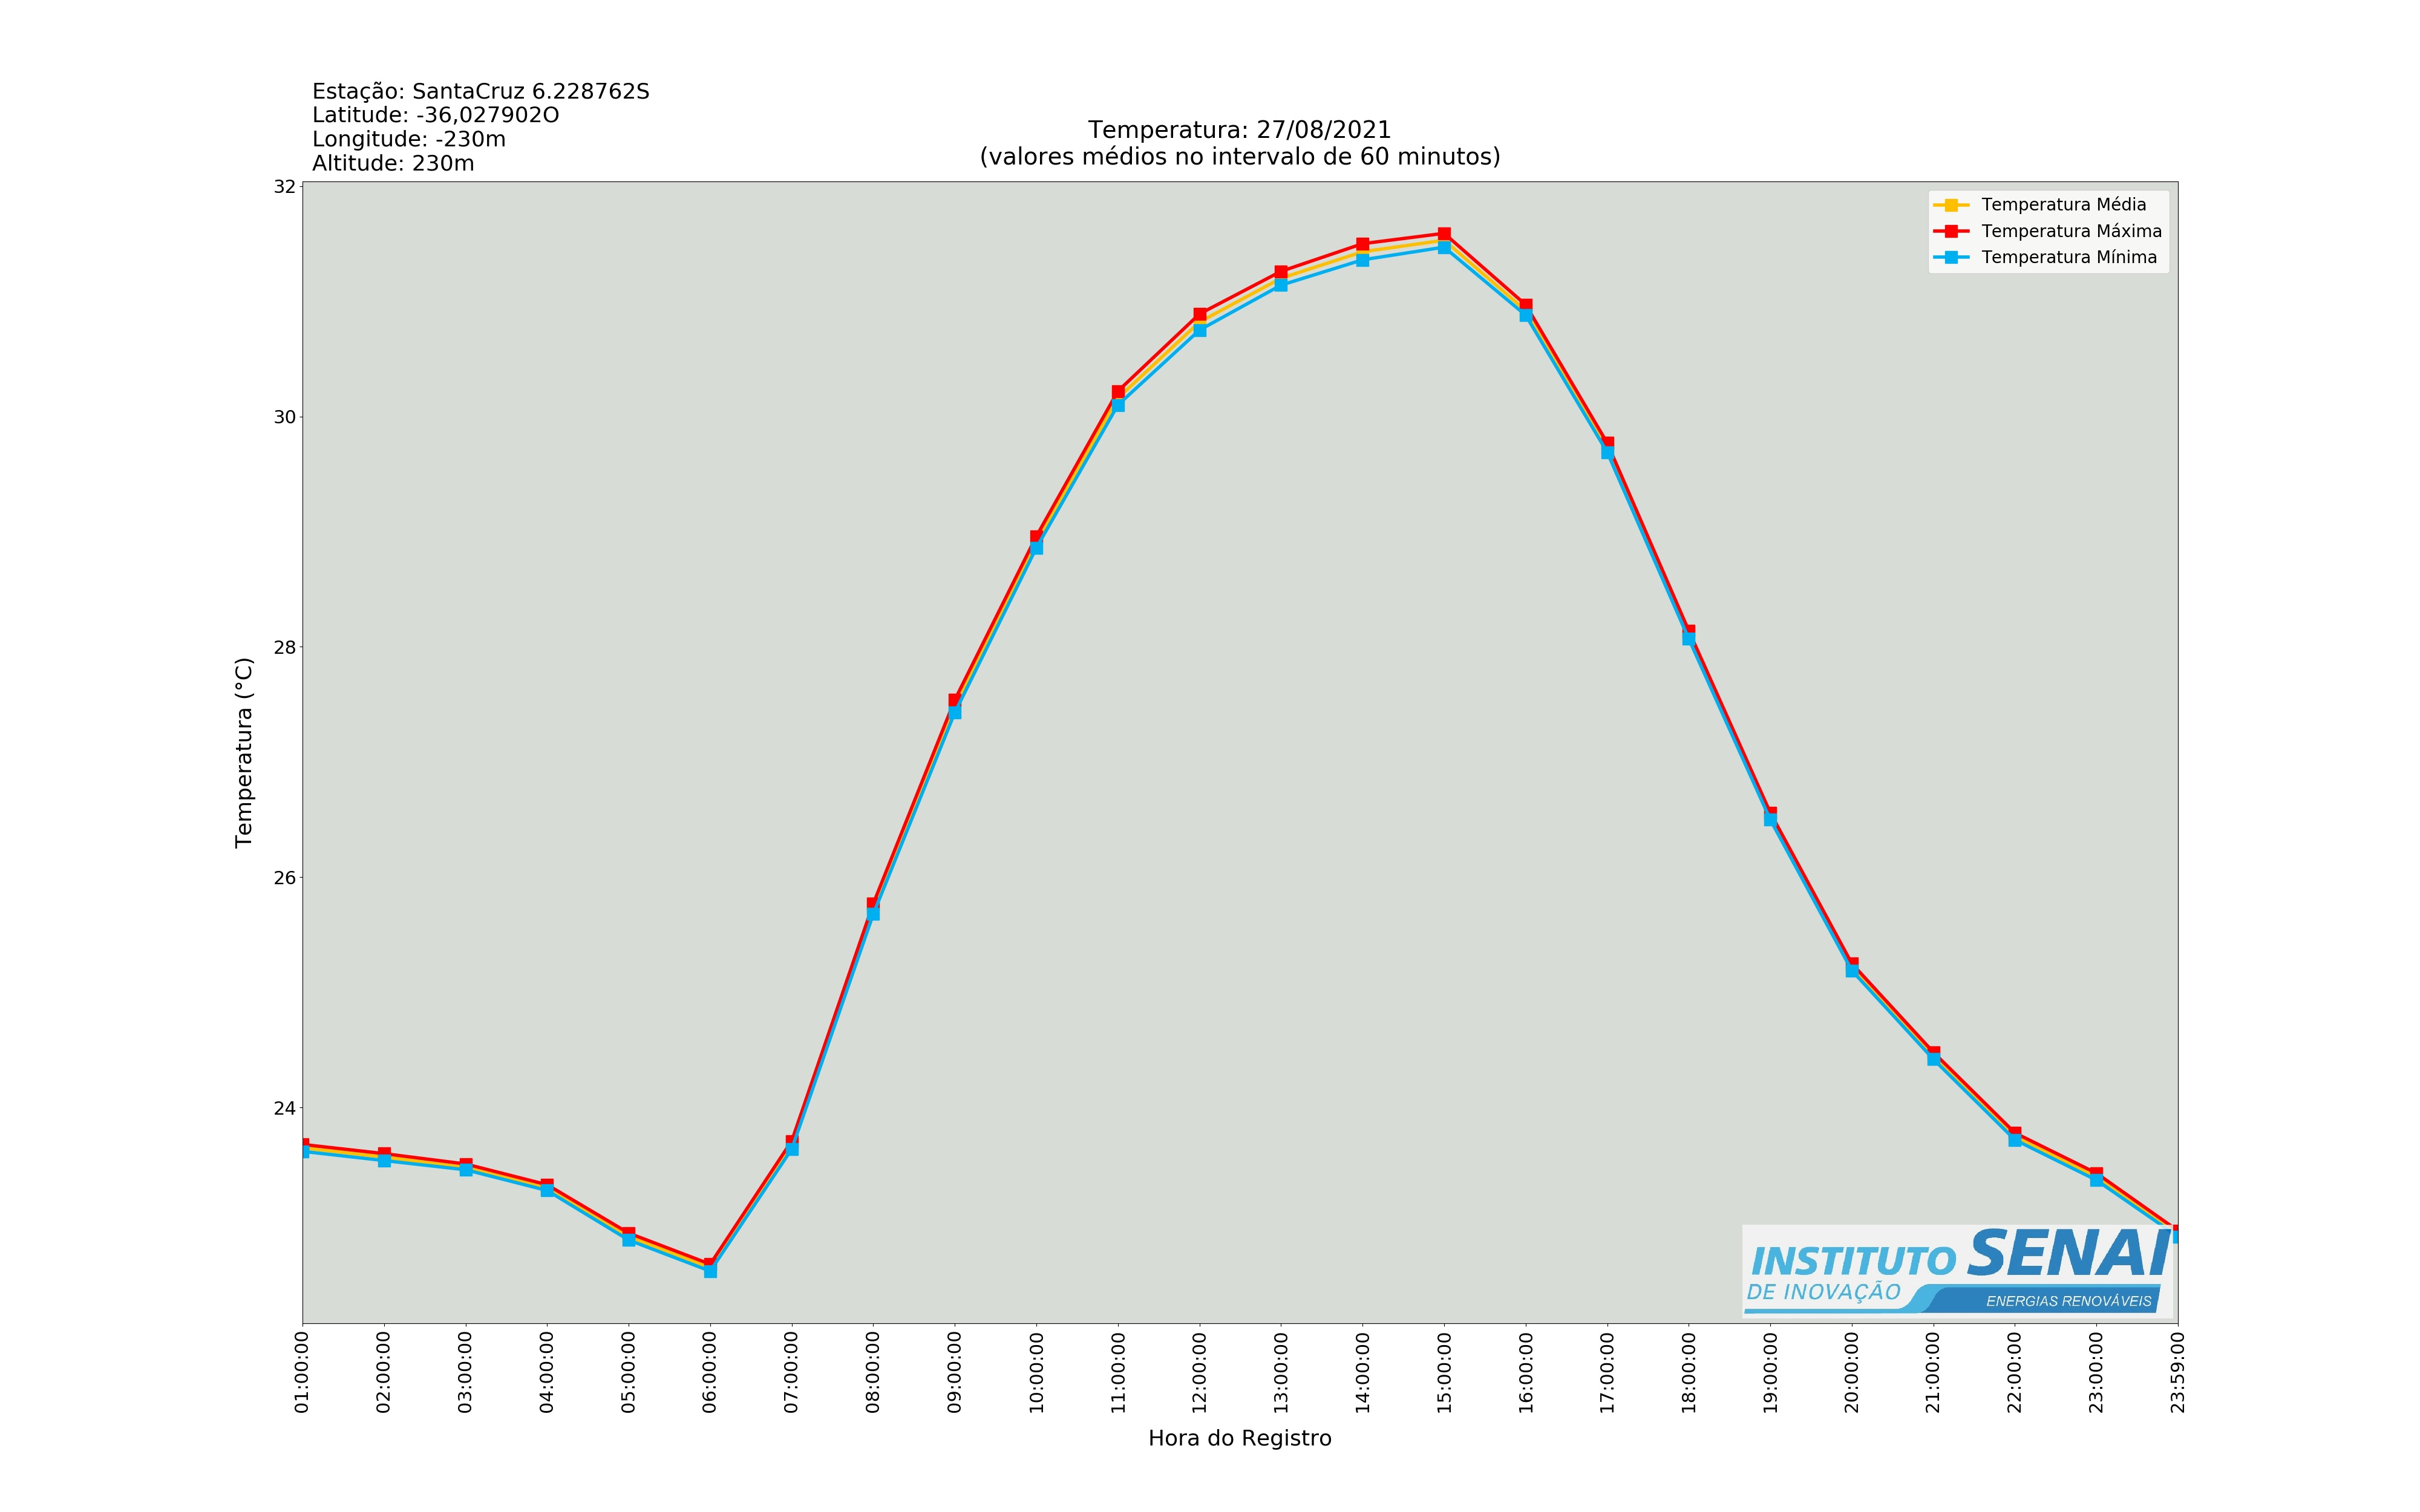 Estação: SantaCruz 6.228762S
Latitude: -36,027902O
Longitude: -230m
Altitude: 230m
Temperatura: 27/08/2021
(valores médios no intervalo de 60 minutos)
Temperatura Média
Temperatura Máxima
Temperatura Mínima
32
30
28
26
24
Temperatura (°C)
INSTITUTO SENAI
DE INOVAÇÃO
ENERGIAS RENOVÁVEIS
01:00:00
02:00:00
03:00:00
04:00:00
05:00:00
06:00:00
07:00:00
08:00:00
09:00:00
10:00:00
11:00:00
12:00:00
13:00:00
14:00:00
15:00:00
16:00:00
17:00:00
18:00:00
19:00:00
20:00:00
21:00:00
22:00:00
23:00:00
23:59:00
Hora do Registro